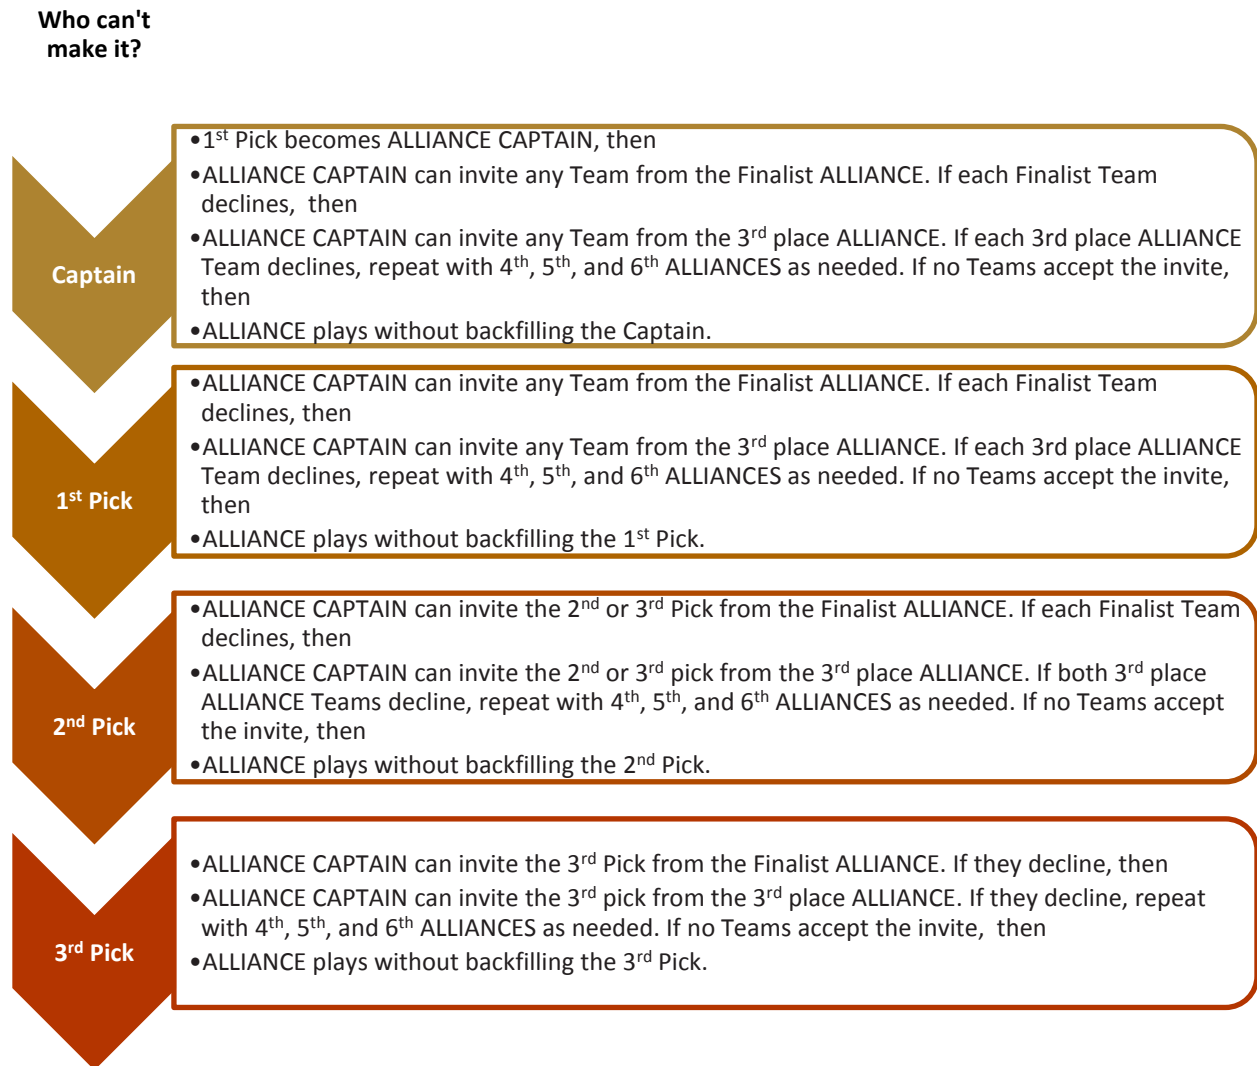 Who can't
make it?
Captain
•1st Pick becomes ALLIANCE CAPTAIN, then
•ALLIANCE CAPTAIN can invite any Team from the Finalist ALLIANCE. If each Finalist Team
declines,  then
•ALLIANCE CAPTAIN can invite any Team from the 3rd place ALLIANCE. If each 3rd place ALLIANCE
Team declines, repeat with 4th, 5th, and 6th ALLIANCES as needed. If no Teams accept the invite,
then
•ALLIANCE plays without backfilling the Captain.
1st Pick
•ALLIANCE CAPTAIN can invite any Team from the Finalist ALLIANCE. If each Finalist Team
declines, then
•ALLIANCE CAPTAIN can invite any Team from the 3rd place ALLIANCE. If each 3rd place ALLIANCE
Team declines, repeat with 4th, 5th, and 6th ALLIANCES as needed. If no Teams accept the invite,
then
•ALLIANCE plays without backfilling the 1st Pick.
2nd Pick
•ALLIANCE CAPTAIN can invite the 2nd or 3rd Pick from the Finalist ALLIANCE. If each Finalist Team
declines, then
•ALLIANCE CAPTAIN can invite the 2nd or 3rd pick from the 3rd place ALLIANCE. If both 3rd place
ALLIANCE Teams decline, repeat with 4th, 5th, and 6th ALLIANCES as needed. If no Teams accept
the invite, then
•ALLIANCE plays without backfilling the 2nd Pick.
3rd Pick
•ALLIANCE CAPTAIN can invite the 3rd Pick from the Finalist ALLIANCE. If they decline, then
•ALLIANCE CAPTAIN can invite the 3rd pick from the 3rd place ALLIANCE. If they decline, repeat
with 4th, 5th, and 6th ALLIANCES as needed. If no Teams accept the invite,  then
•ALLIANCE plays without backfilling the 3rd Pick.